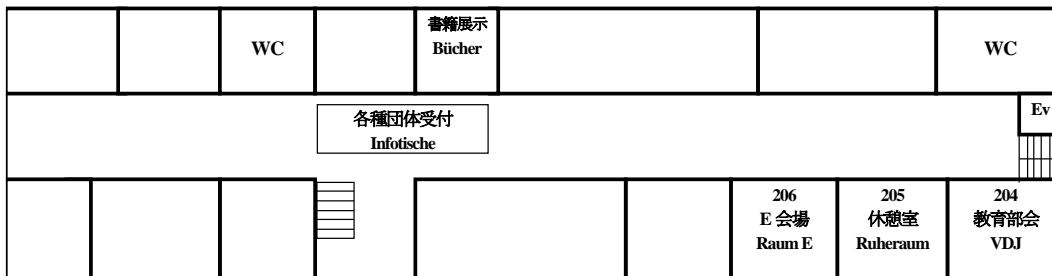 WC
書籍展示
Bücher
WC
各種団体受付
Infotische
Ev
206
E 会場
Raum E
205
休憩室
Ruheraum
204
教育部会
VDJ